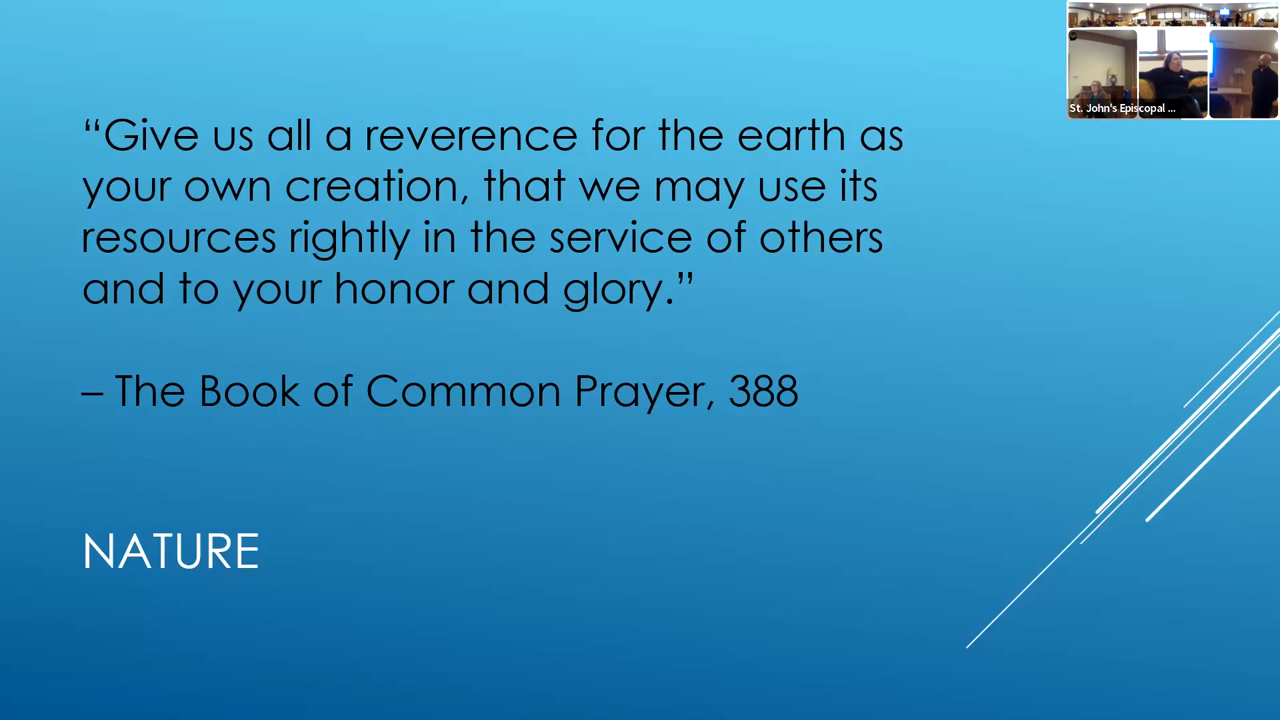 “Give us all a reverence for the earth as
your own creation, that we may use its
resources rightly in the service of others
and to your honor and glory.”
– The Book of Common Prayer, 388
NATURE
St. John's Episcopal ...